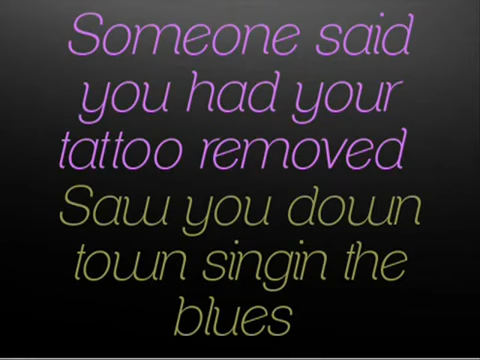 Someone said
you had your
tattoo removed
Saw you down
town singin the
blues